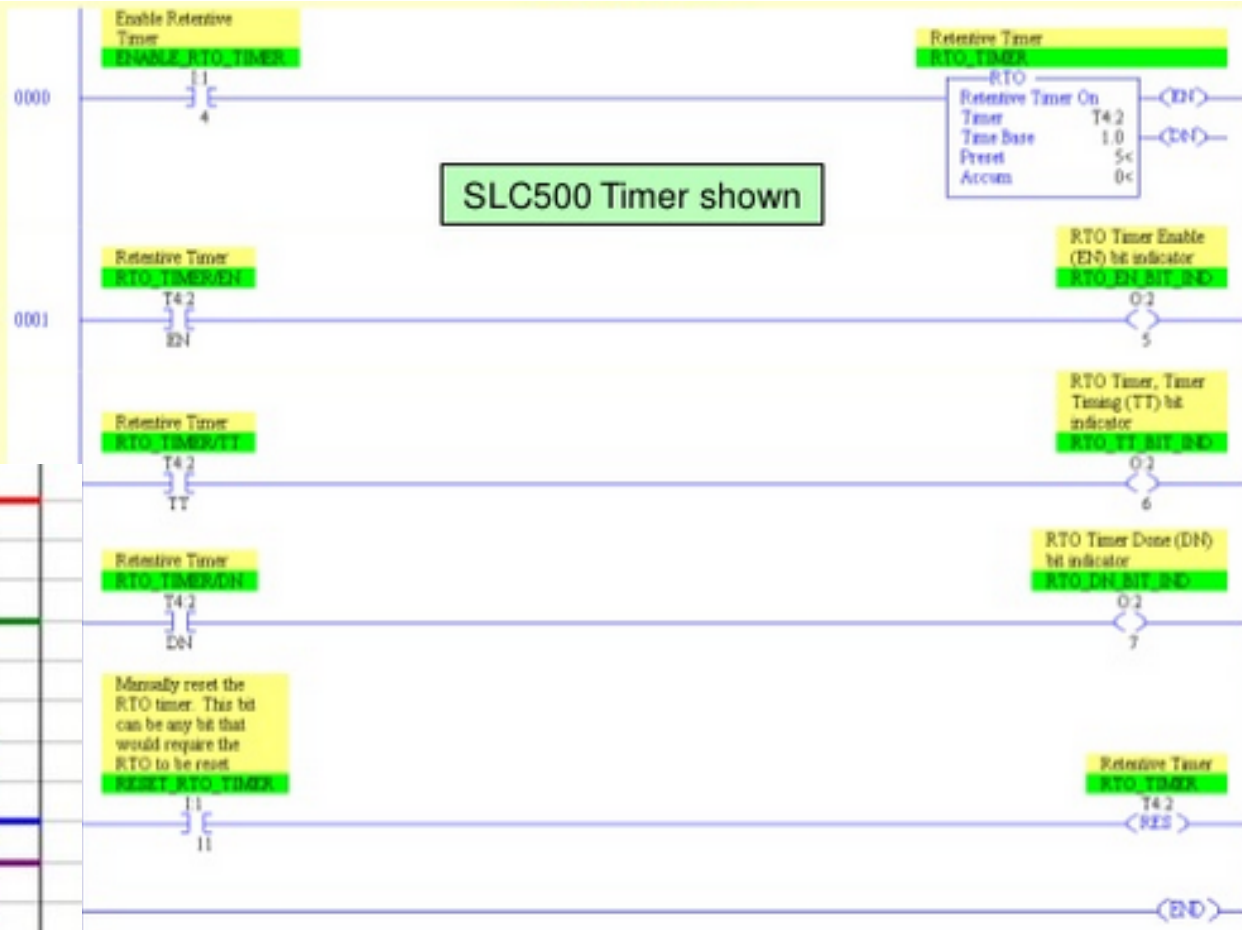 Enable Retentive
Timer
ENABLE_RTO_TIMER
I:1
4
0000
Retentive Timer
RTO_TIMER
RTO
Retentive Timer On
Timer T4:2
Time Base 1.0
Preset 5<
Accum 0<
EN
DN
SLC500 Timer shown
Retentive Timer
RTO_TIMER/EN
T4:2
EN
0001
RTO Timer Enable
(EN) bit indicator
RTO_EN_BIT_IND
O:2
5
Retentive Timer
RTO_TIMER/TT
T4:2
TT
RTO Timer, Timer
Timing (TT) bit
indicator
RTO_TT_BIT_IND
O:2
6
Retentive Timer
RTO_TIMER/DN
T4:2
DN
RTO Timer Done (DN)
bit indicator
RTO_DN_BIT_IND
O:2
7
Manually reset the
RTO timer. This bit
can be any bit that
would require the
RTO to be reset
RESET_RTO_TIMER
I:1
11
Retentive Timer
RTO_TIMER
T4:2
RES
END